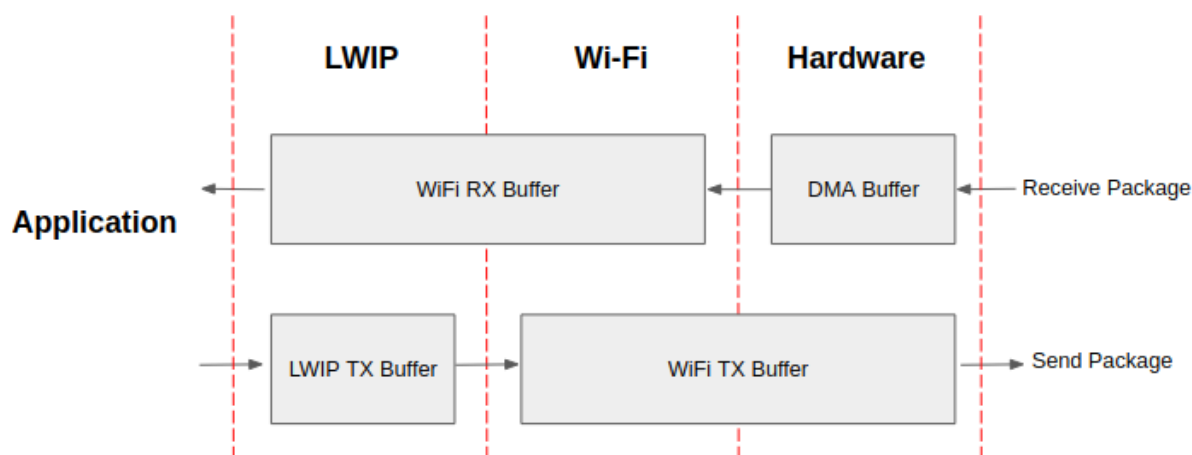 LWIP
Wi-Fi
Hardware
WiFi RX Buffer
DMA Buffer
Receive Package
Application
LWIP TX Buffer
WiFi TX Buffer
Send Package